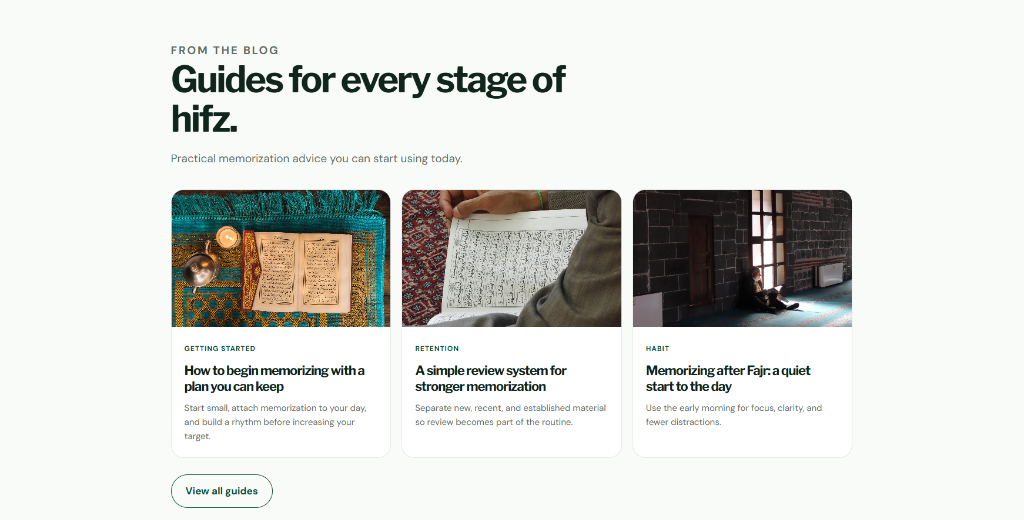 FROM THE BLOG
Guides for every stage of
hifz.
Practical memorization advice you can start using today.
GETTING STARTED
How to begin memorizing with a
plan you can keep
Start small, attach memorization to your day,
and build a rhythm before increasing your
target.
RETENTION
A simple review system for
stronger memorization
Separate new, recent, and established material
so review becomes part of the routine.
HABIT
Memorizing after Fajr: a quiet
start to the day
Use the early morning for focus, clarity, and
fewer distractions.
View all guides